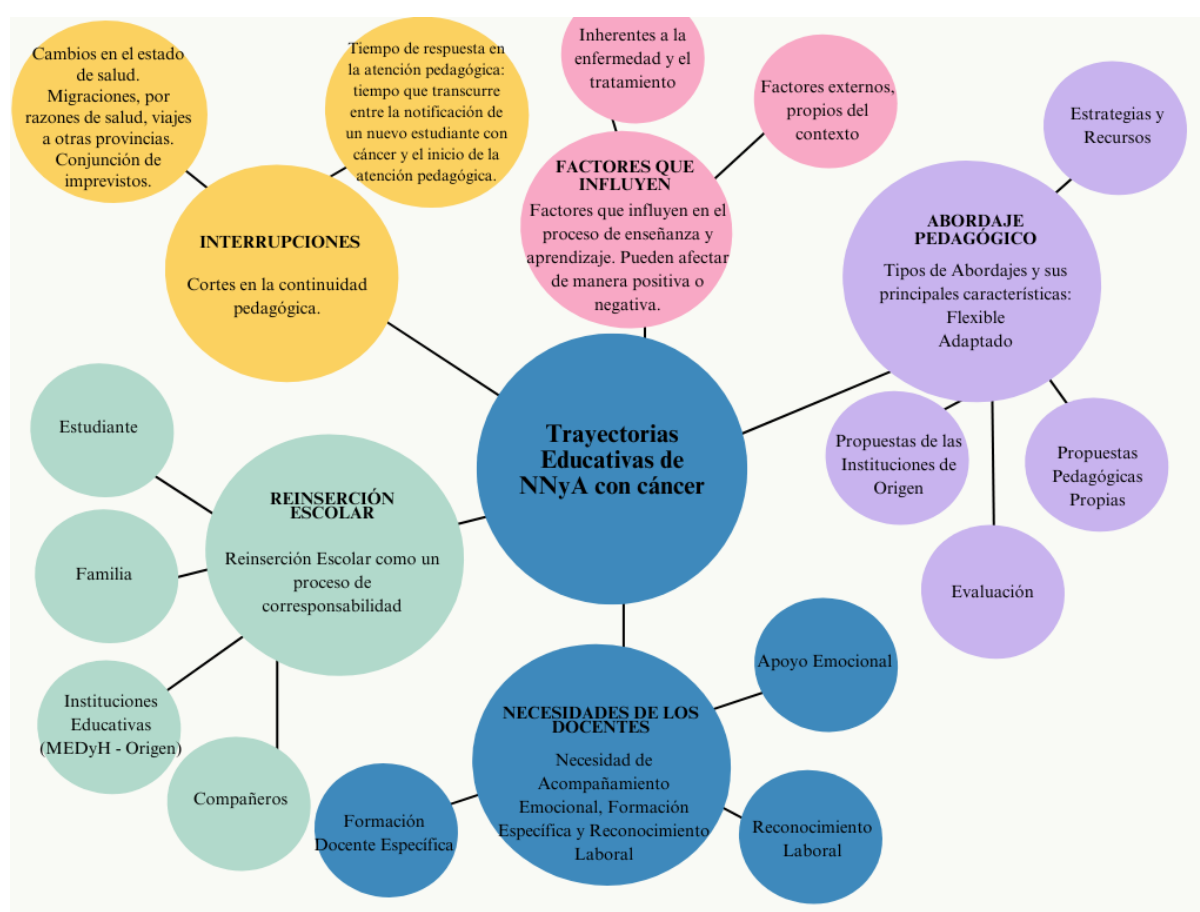 Cambios en el estado
de salud.
Migraciones, por
razones de salud, viajes
a otras provincias.
Conjunción de
imprevistos.
Tiempo de respuesta en
la atención pedagógica:
tiempo que transcurre
entre la notificación de
un nuevo estudiante con
cáncer y el inicio de la
atención pedagógica.
INTERRUPCIONES
Cortes en la continuidad
pedagógica.
Inherentes a la
enfermedad y el
tratamiento
Factores externos,
propios del
contexto
FACTORES QUE
INFLUYEN
Factores que influyen en el
proceso de enseñanza y
aprendizaje. Pueden afectar
de manera positiva o
negativa.
Estrategias y
Recursos
ABORDAJE
PEDAGÓGICO
Tipos de Abordajes y sus
principales características:
Flexible
Adaptado
Propuestas de las
Instituciones de
Origen
Propuestas
Pedagógicas
Propias
Evaluación
Trayectorias
Educativas de
NNyA con cáncer
Estudiante
REINSERCIÓN
ESCOLAR
Reinserción Escolar como un
proceso de
corresponsabilidad
Familia
Instituciones
Educativas
(MEDyH - Origen)
Compañeros
NECESIDADES DE LOS
DOCENTES
Necesidad de
Acompañamiento
Emocional, Formación
Específica y Reconocimiento
Laboral
Apoyo Emocional
Formación
Docente Específica
Reconocimiento
Laboral